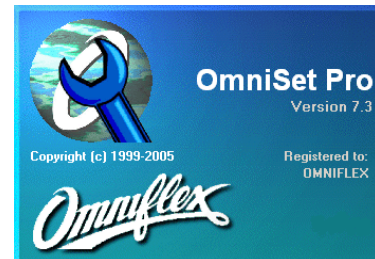 OmniSet Pro
Version 7.3
Copyright (c) 1999-2005
Registered to:
OMNIFLEX
Omniflex